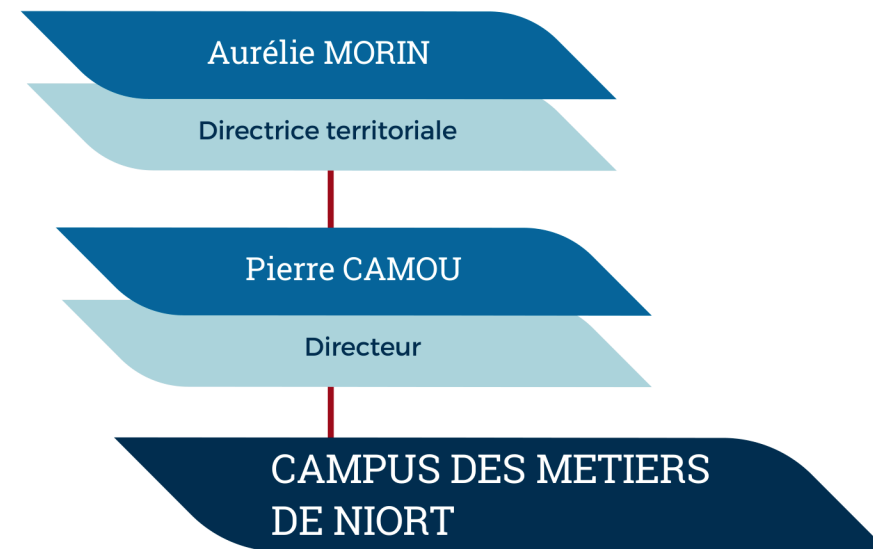 Aurélie MORIN
Directrice territoriale
Pierre CAMOU
Directeur
CAMPUS DES METIERS
DE NIORT